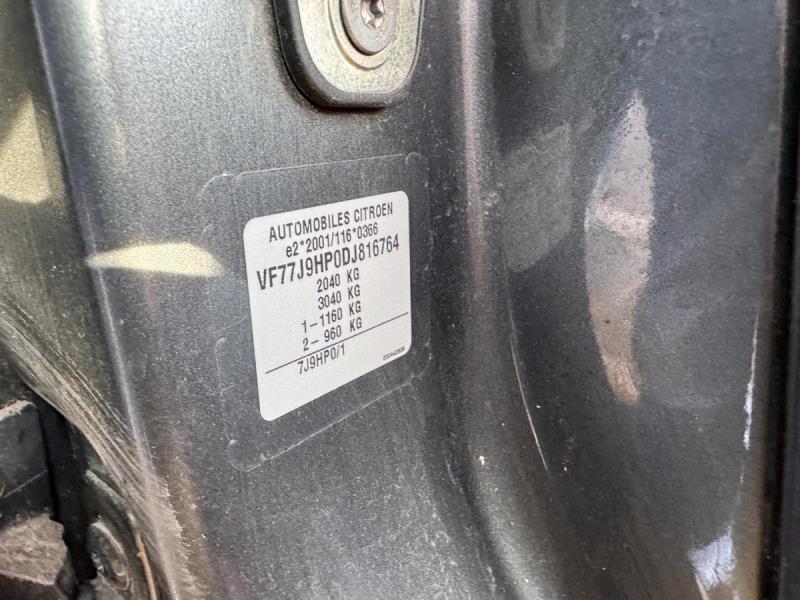 AUTOMOBILES CITROEN
e2*2001/116*0366
VF77J9HP0DJ816764
2040 KG
3040 KG
1-1160 KG
2- 960 KG
7J9HP0/1